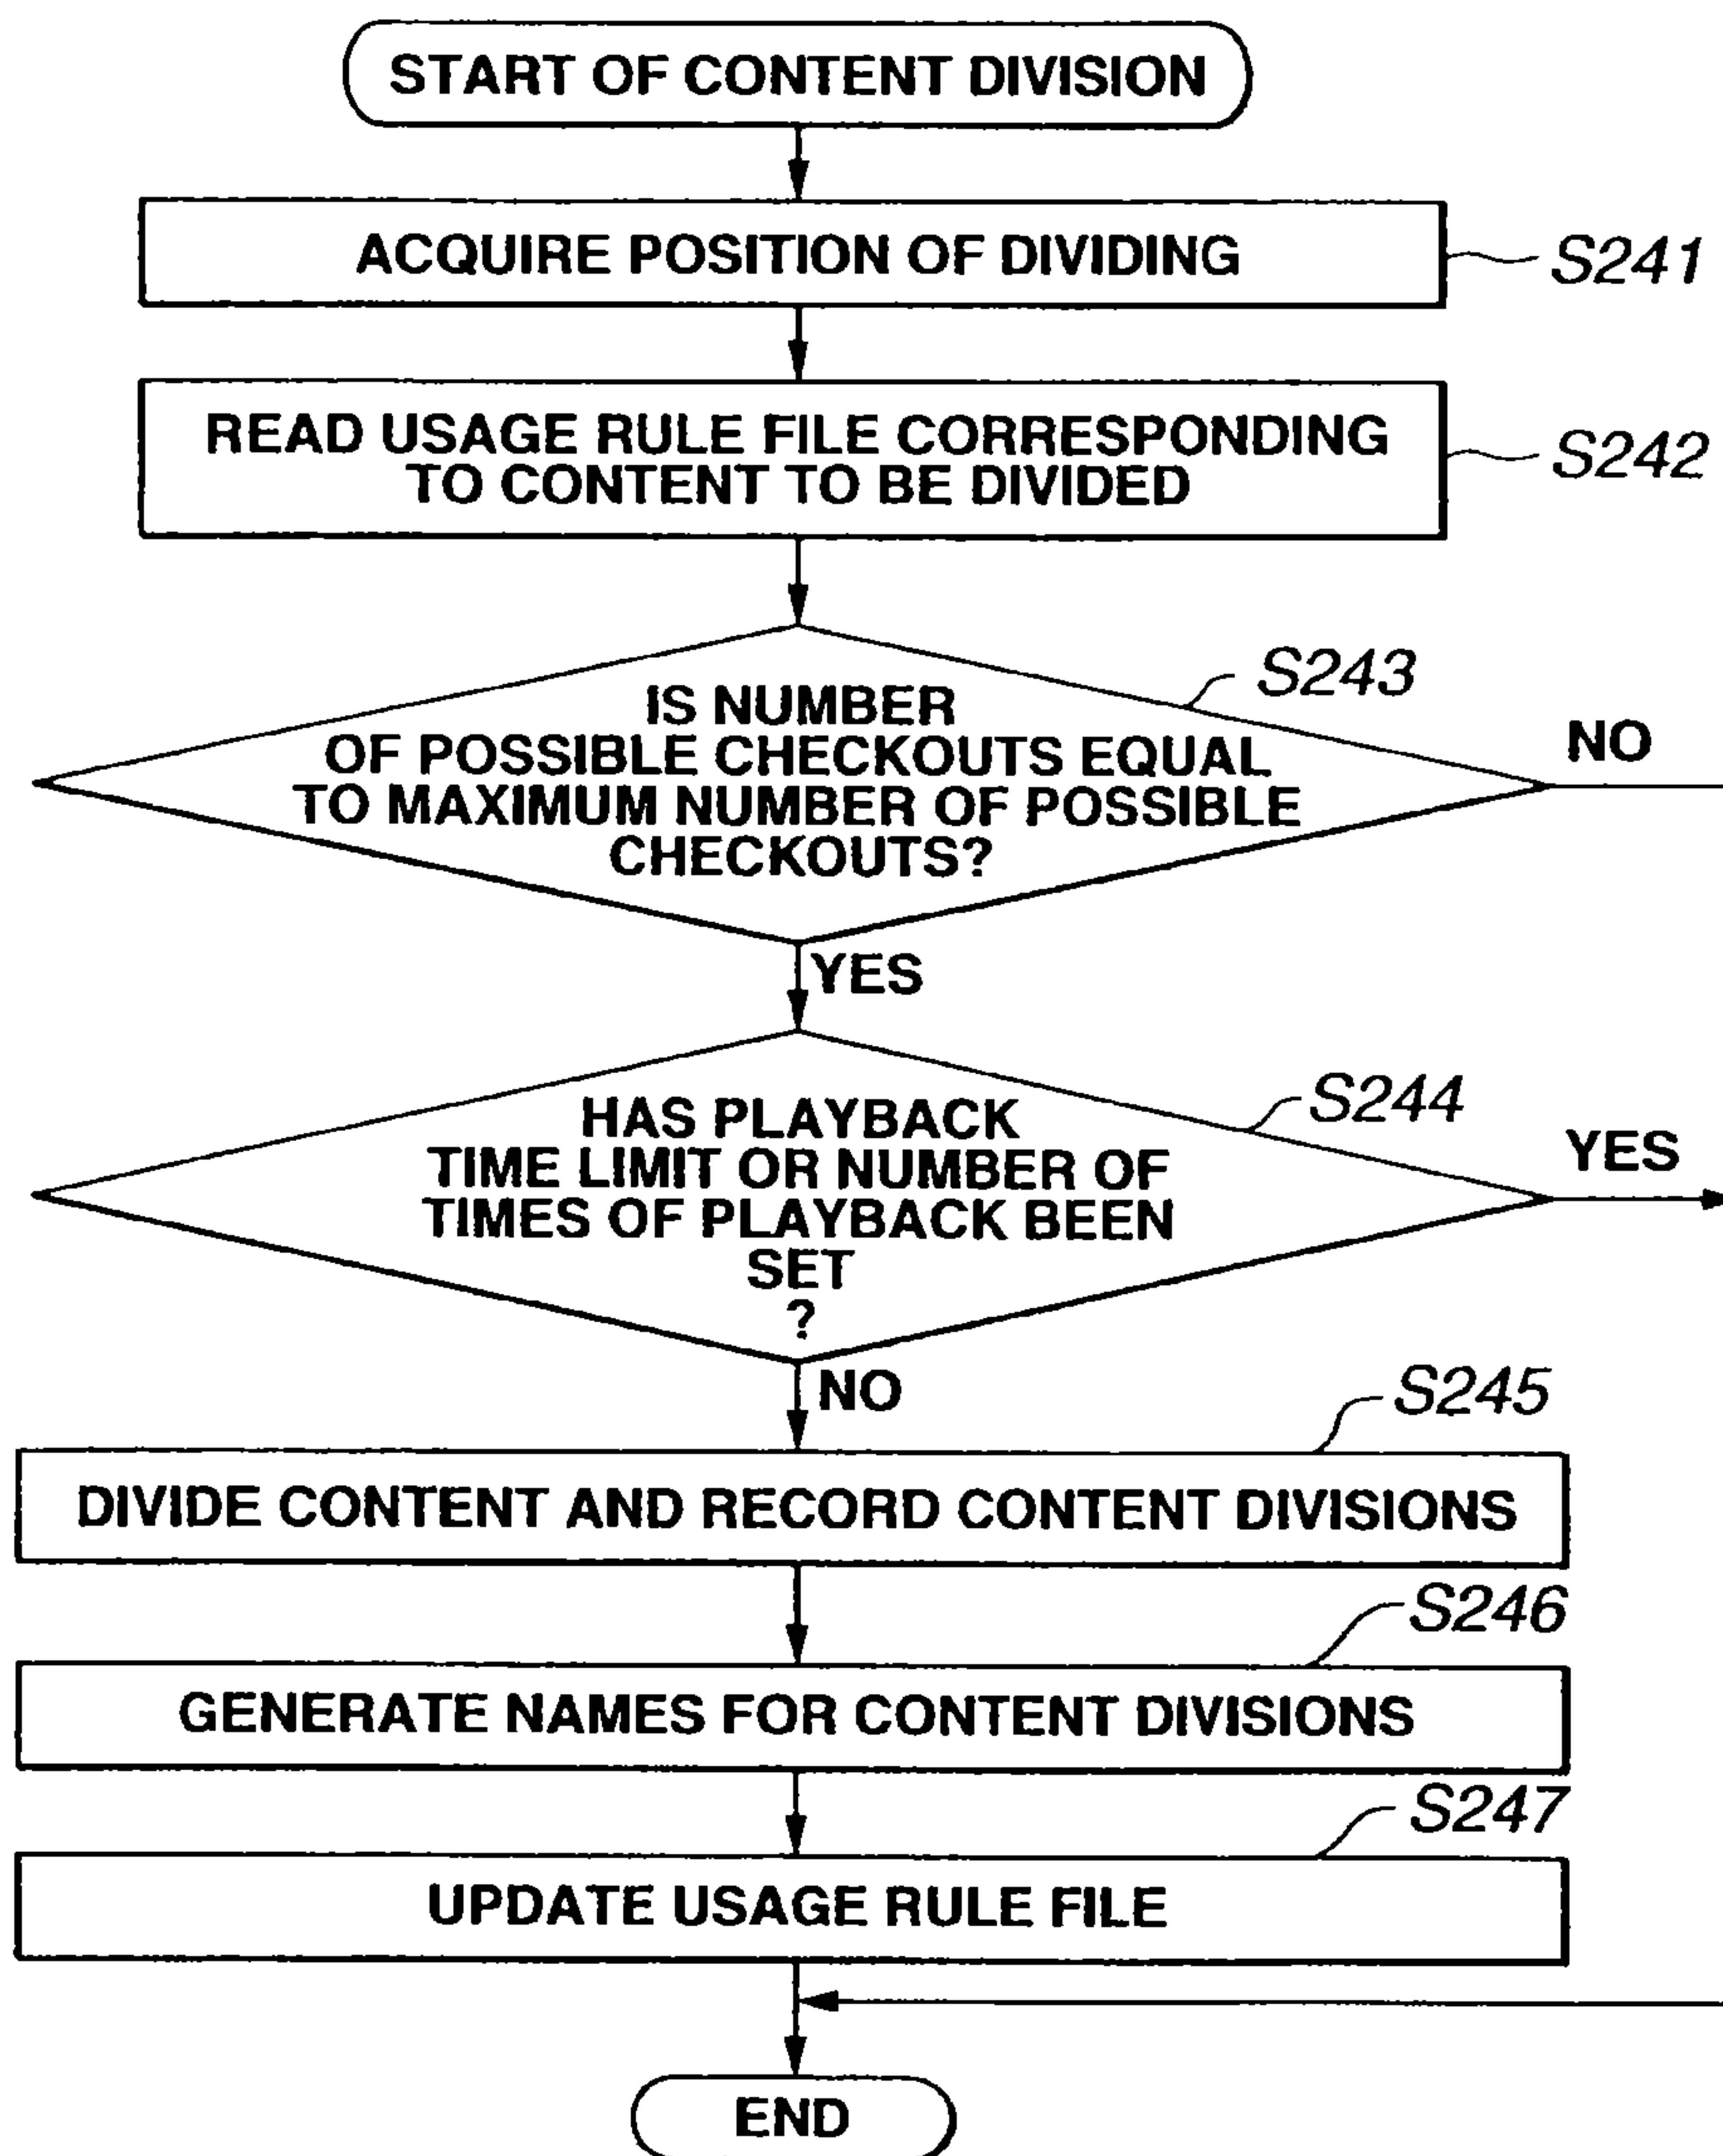 START OF CONTENT DIVISION
ACQUIRE POSITION OF DIVIDING
S241
READ USAGE RULE FILE CORRESPONDING
TO CONTENT TO BE DIVIDED
S242
S243
IS NUMBER
OF POSSIBLE CHECKOUTS EQUAL
TO MAXIMUM NUMBER OF POSSIBLE
CHECKOUTS?
NO
YES
S244
HAS PLAYBACK
TIME LIMIT OR NUMBER OF
TIMES OF PLAYBACK BEEN
SET
?
YES
NO
S245
DIVIDE CONTENT AND RECORD CONTENT DIVISIONS
S246
GENERATE NAMES FOR CONTENT DIVISIONS
S247
UPDATE USAGE RULE FILE
END